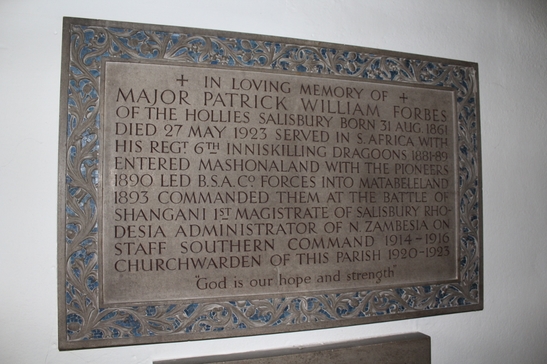 + IN LOVING MEMORY OF +
MAJOR PATRICK WILLIAM FORBES
OF THE HOLLIES SALISBURY BORN 31 AUG. 1861
DIED 27 MAY 1923 SERVED IN S. AFRICA WITH
HIS REGT 6TH INNISKILLING DRAGOONS 1881-89
ENTERED MASHONALAND WITH THE PIONEERS
1890 LED B.S.A. CO FORCES INTO MATABELELAND
1893 COMMANDED THEM AT THE BATTLE OF
SHANGANI 1ST MAGISTRATE OF SALISBURY RHO-
DESIA ADMINISTRATOR OF N. ZAMBESIA ON
STAFF SOUTHERN COMMAND 1914-1916
CHURCHWARDEN OF THIS PARISH 1920-1923
"God is our hope and strength"